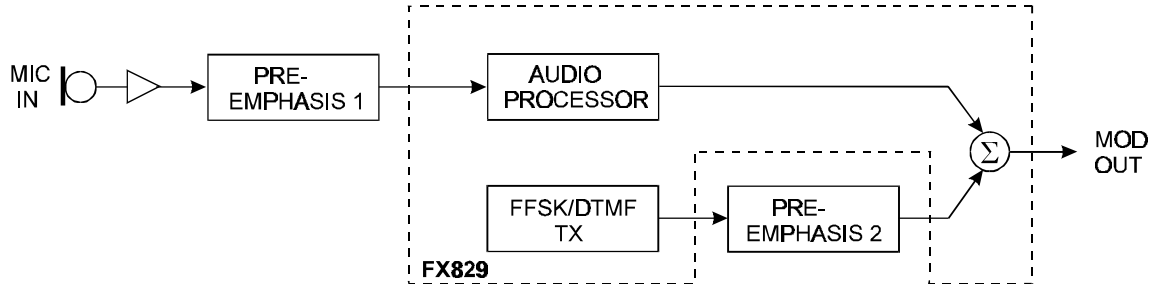 MIC
IN
PRE-
EMPHASIS 1
AUDIO
PROCESSOR
Σ
MOD
OUT
FFSK/DTMF
TX
PRE-
EMPHASIS 2
FX829